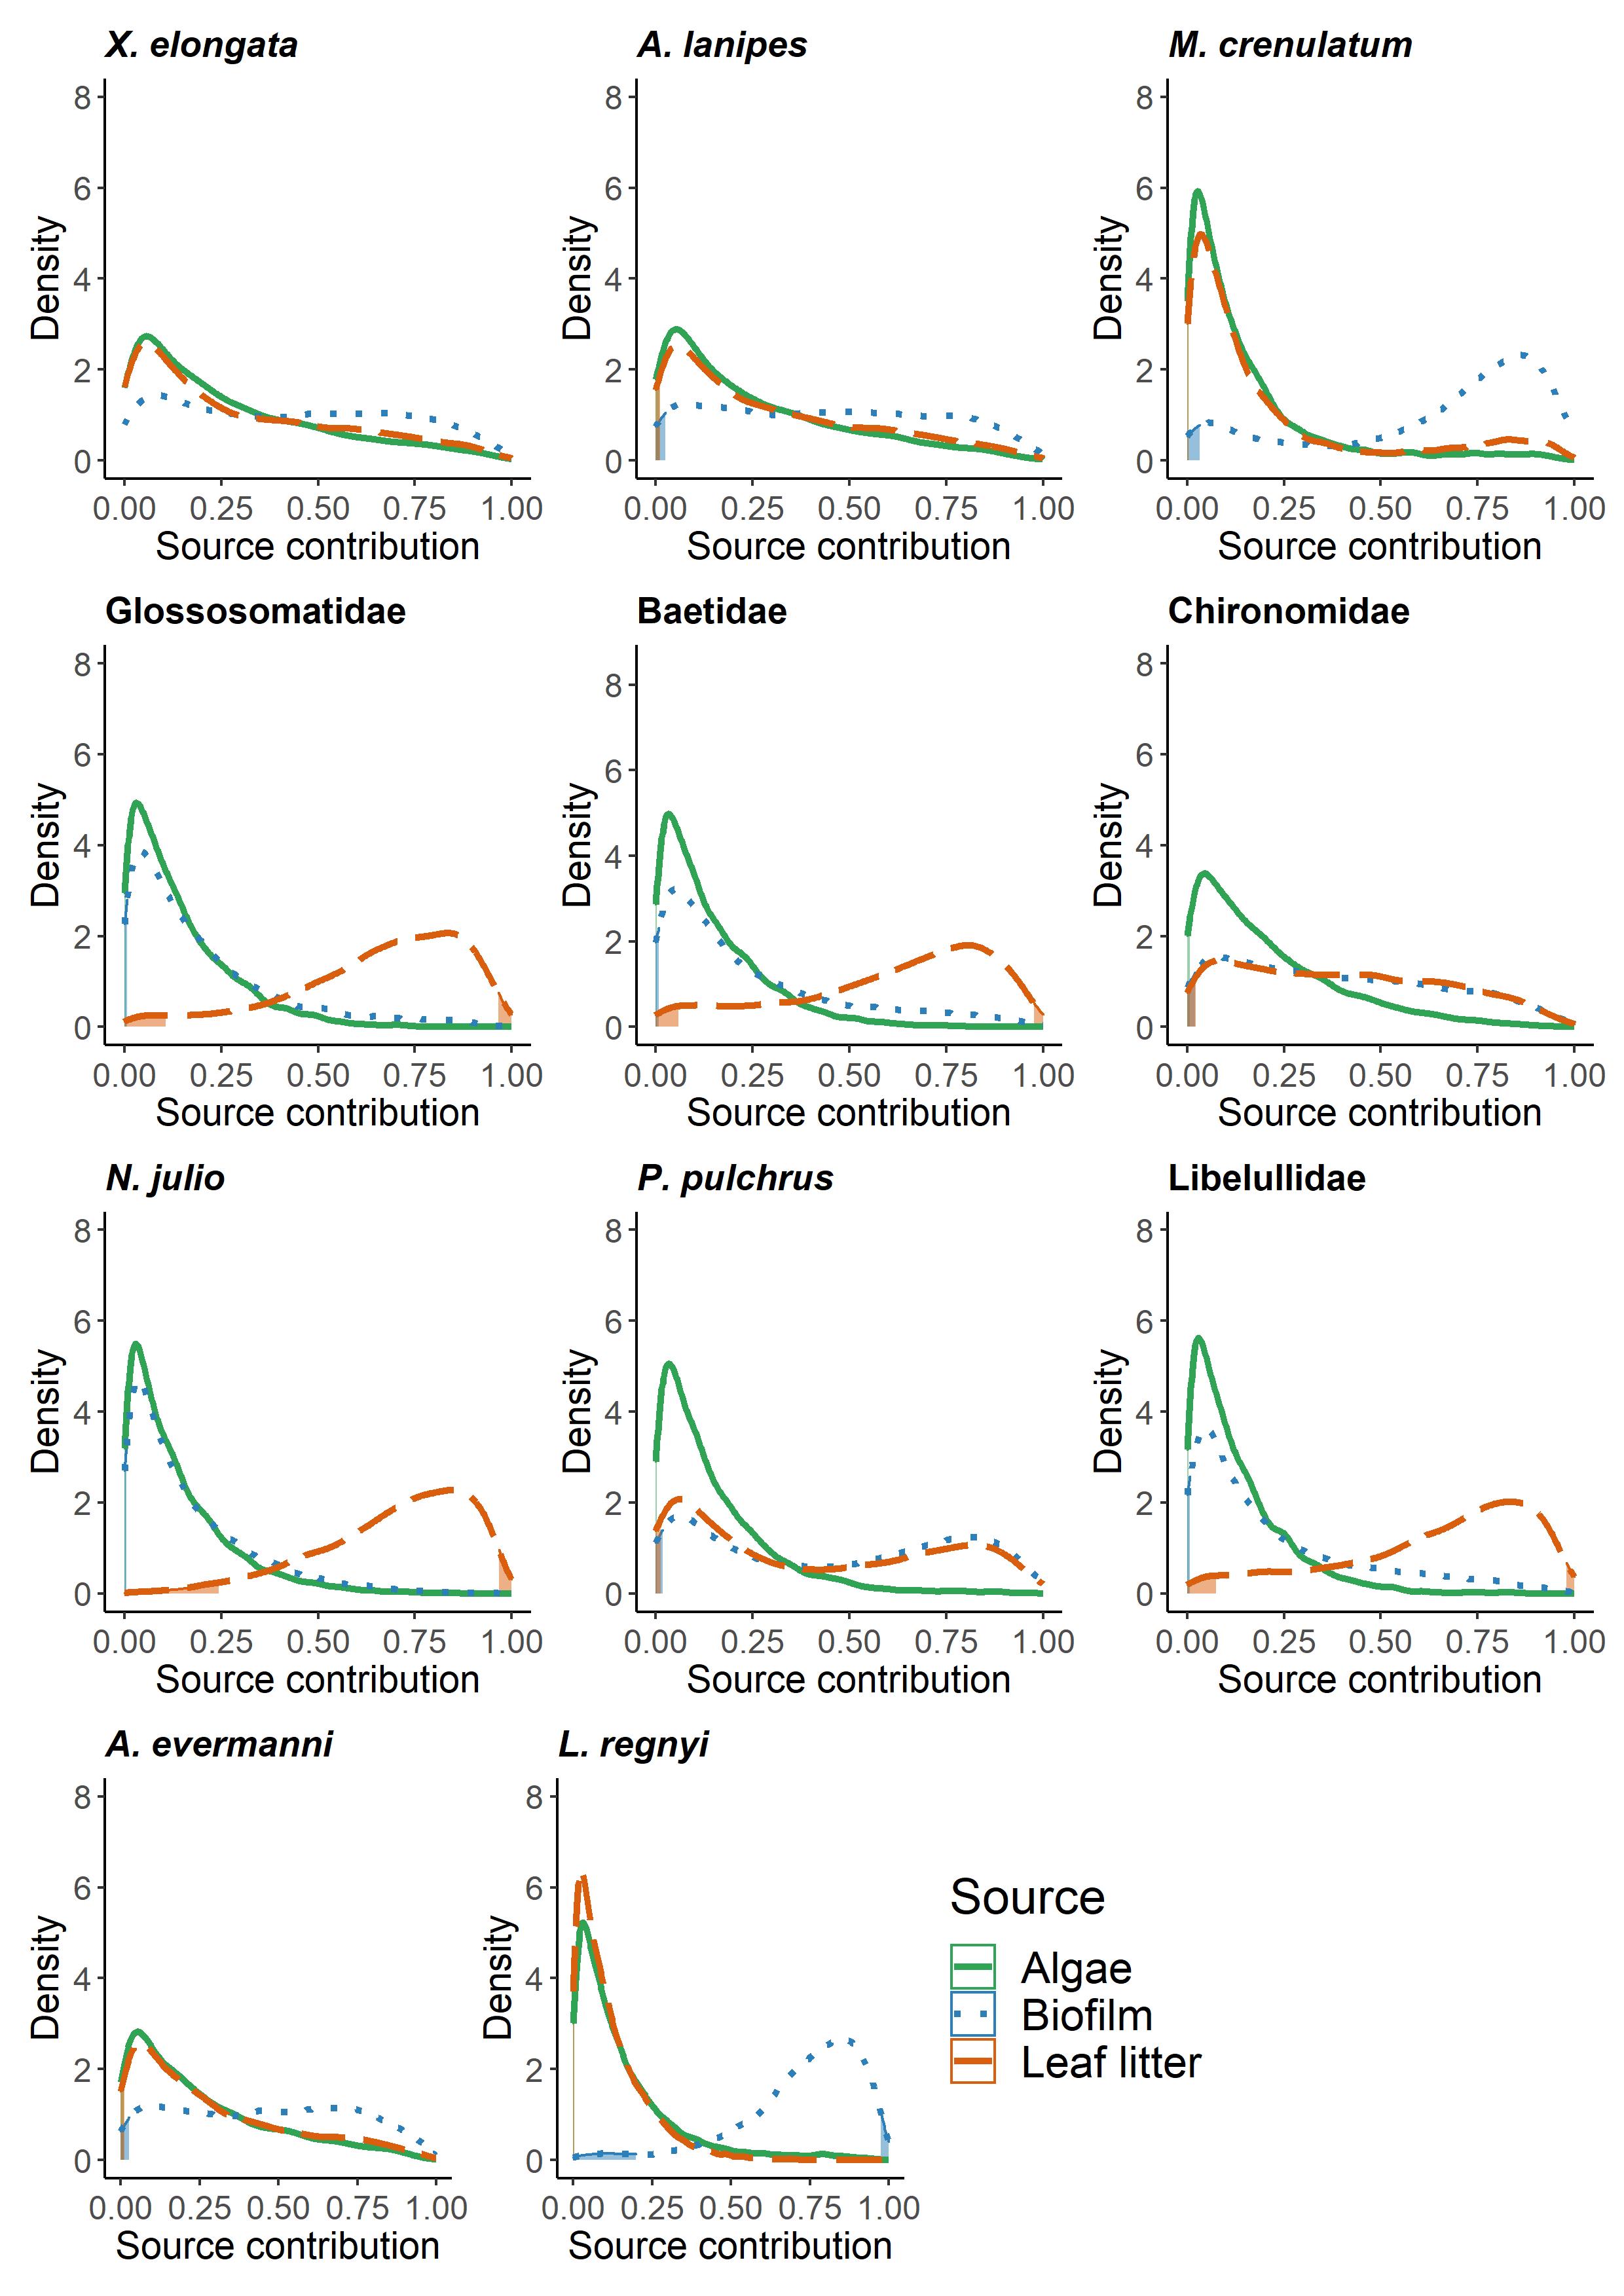 X. elongata
A. lanipes
M. crenulatum
8
6
4
2
0
Density
0.00 0.25 0.50 0.75 1.00
Source contribution
8
6
4
2
0
Density
0.00 0.25 0.50 0.75 1.00
Source contribution
8
6
4
2
0
Density
0.00 0.25 0.50 0.75 1.00
Source contribution
Glossosomatidae
Baetidae
Chironomidae
8
6
4
2
0
Density
0.00 0.25 0.50 0.75 1.00
Source contribution
8
6
4
2
0
Density
0.00 0.25 0.50 0.75 1.00
Source contribution
8
6
4
2
0
Density
0.00 0.25 0.50 0.75 1.00
Source contribution
N. julio
P. pulchrus
Libelullidae
8
6
4
2
0
Density
0.00 0.25 0.50 0.75 1.00
Source contribution
8
6
4
2
0
Density
0.00 0.25 0.50 0.75 1.00
Source contribution
8
6
4
2
0
Density
0.00 0.25 0.50 0.75 1.00
Source contribution
A. evermanni
L. regnyi
8
6
4
2
0
Density
0.00 0.25 0.50 0.75 1.00
Source contribution
8
6
4
2
0
Density
0.00 0.25 0.50 0.75 1.00
Source contribution
Source
Algae
Biofilm
Leaf litter